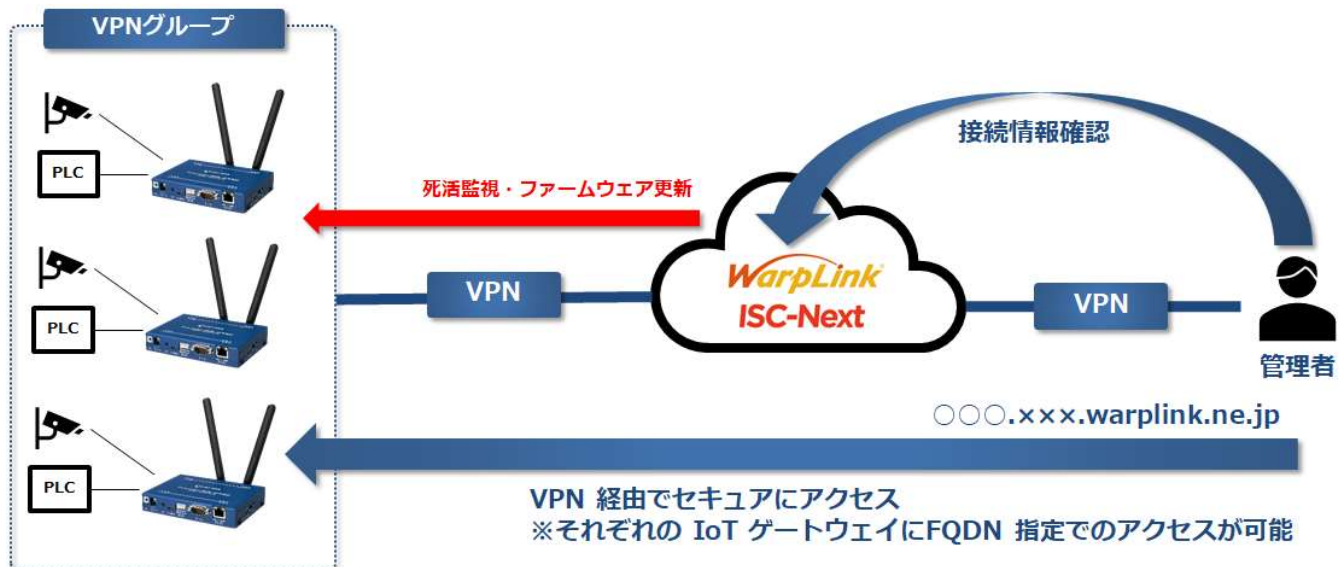 VPNグループ
接続情報確認
PLC
死活監視・ファームウェア更新
WarpLink
ISC-Next
VPN
VPN
PLC
管理者
○○○.×××.warplink.ne.jp
PLC
VPN 経由でセキュアにアクセス
※それぞれの IoT ゲートウェイにFQDN 指定でのアクセスが可能